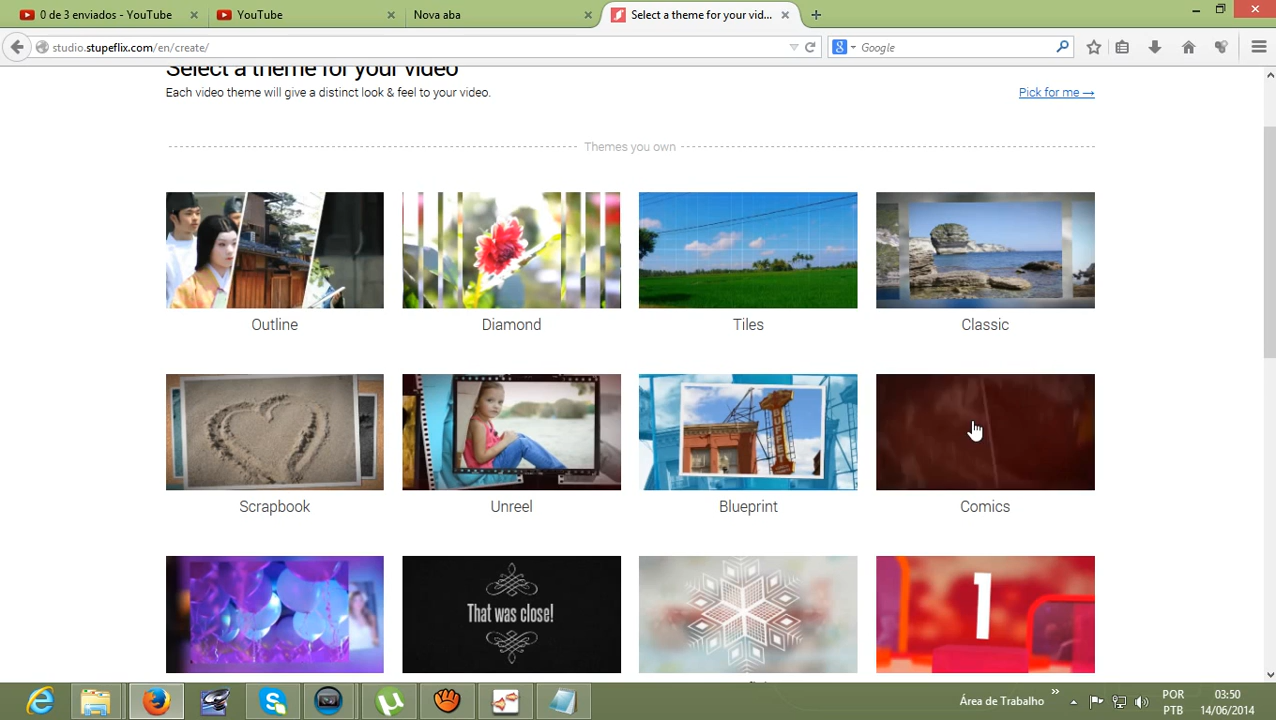 0 de 3 enviados - YouTube
YouTube
Nova aba
Select a theme for your vid...
studio.stupeflix.com/en/create/
Google
Select a theme for your video
Each video theme will give a distinct look & feel to your video.
Pick for me →
Themes you own
Outline
Diamond
Tiles
Classic
Scrapbook
Unreel
Blueprint
Comics
That was close!
1
Área de Trabalho
POR
PTB
03:50
14/06/2014